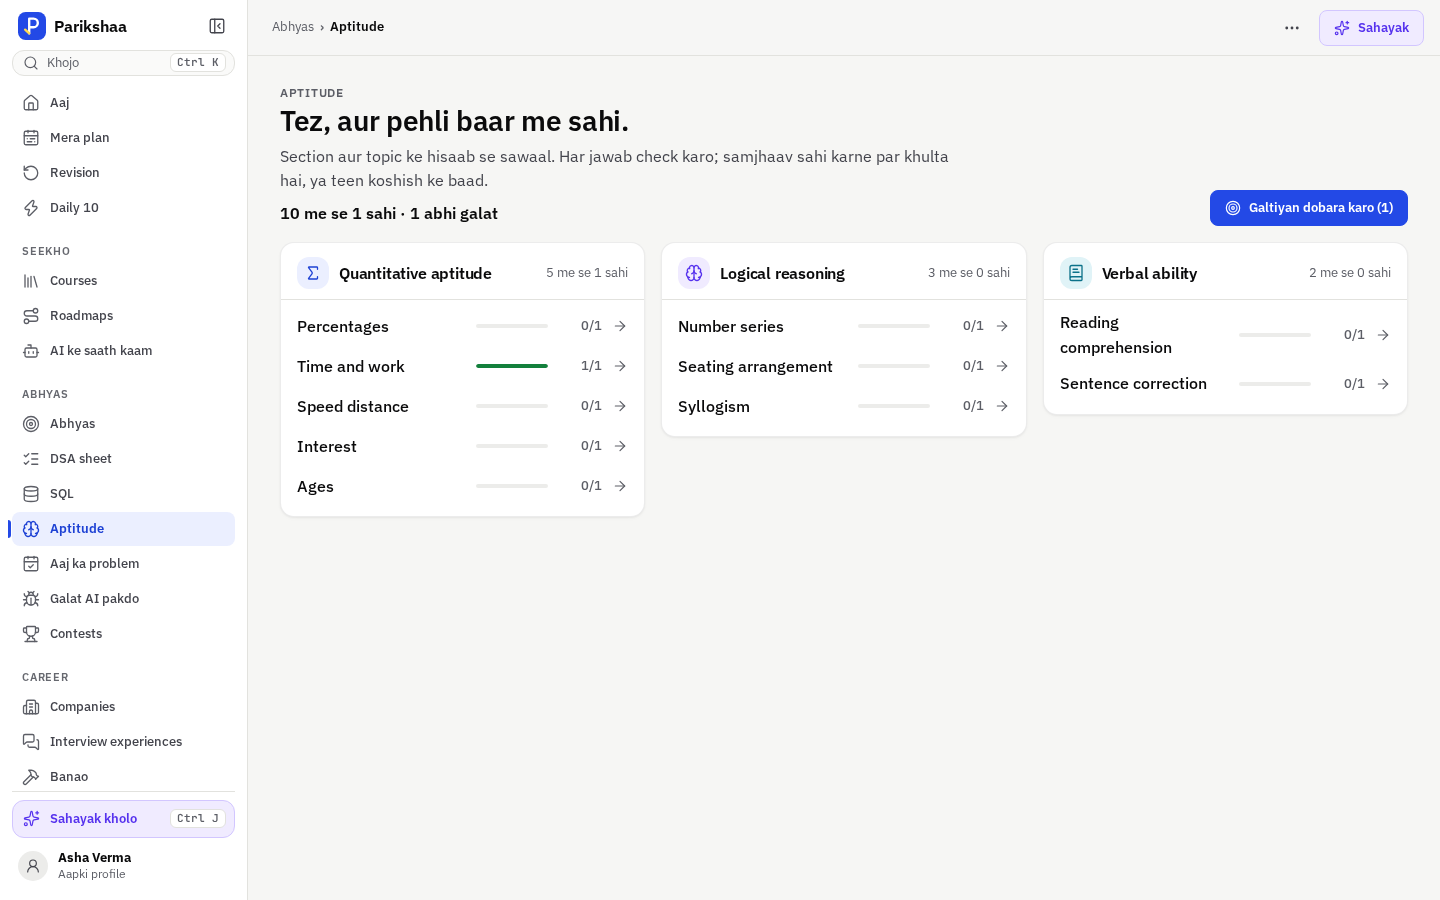 Parikshaa
Khojo
Ctrl K
Aaj
Mera plan
Revision
Daily 10
SEEKHO
Courses
Roadmaps
AI ke saath kaam
ABHYAS
Abhyas
DSA sheet
SQL
Aptitude
Aaj ka problem
Galat AI pakdo
Contests
CAREER
Companies
Interview experiences
Banao
Sahayak kholo
Ctrl J
Asha Verma
Aapki profile
Abhyas › Aptitude
Sahayak
APTITUDE
Tez, aur pehli baar me sahi.
Section aur topic ke hisaab se sawaal. Har jawab check karo; samjhaav sahi karne par khulta
hai, ya teen koshish ke baad.
10 me se 1 sahi · 1 abhi galat
Galtiyan dobara karo (1)
Quantitative aptitude
5 me se 1 sahi
Percentages
0/1
Time and work
1/1
Speed distance
0/1
Interest
0/1
Ages
0/1
Logical reasoning
3 me se 0 sahi
Number series
0/1
Seating arrangement
0/1
Syllogism
0/1
Verbal ability
2 me se 0 sahi
Reading
comprehension
0/1
Sentence correction
0/1